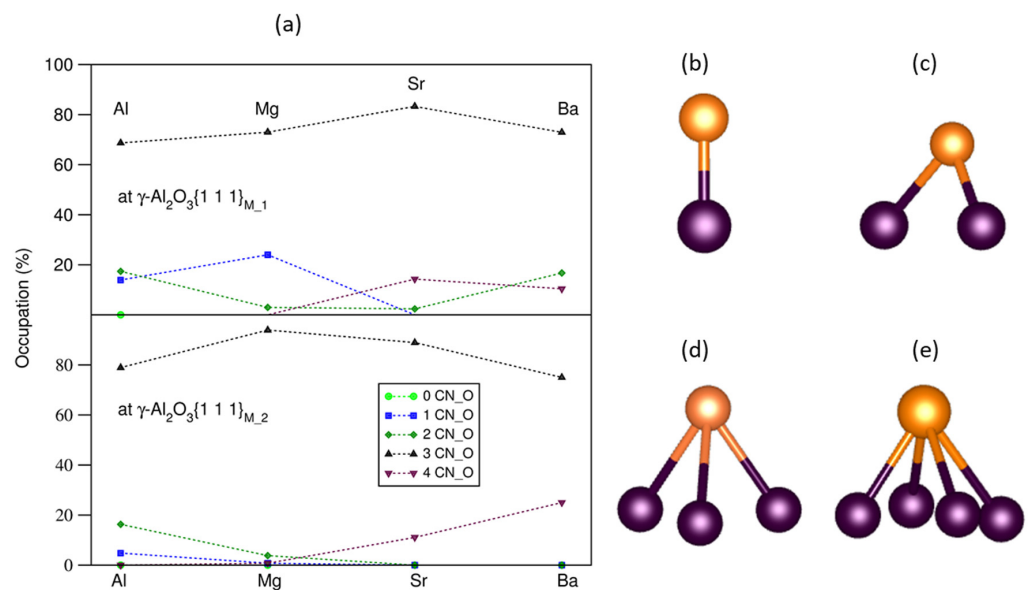 (a)
100
80
60
40
20
Al
Mg
Sr
Ba
at γ-Al₂O₃{1 1 1}M_1
Occupation (%)
80
60
40
20
0
at γ-Al₂O₃{1 1 1}M_2
0 CN_O
1 CN_O
2 CN_O
3 CN_O
4 CN_O
Al
Mg
Sr
Ba
(b)
(c)
(d)
(e)